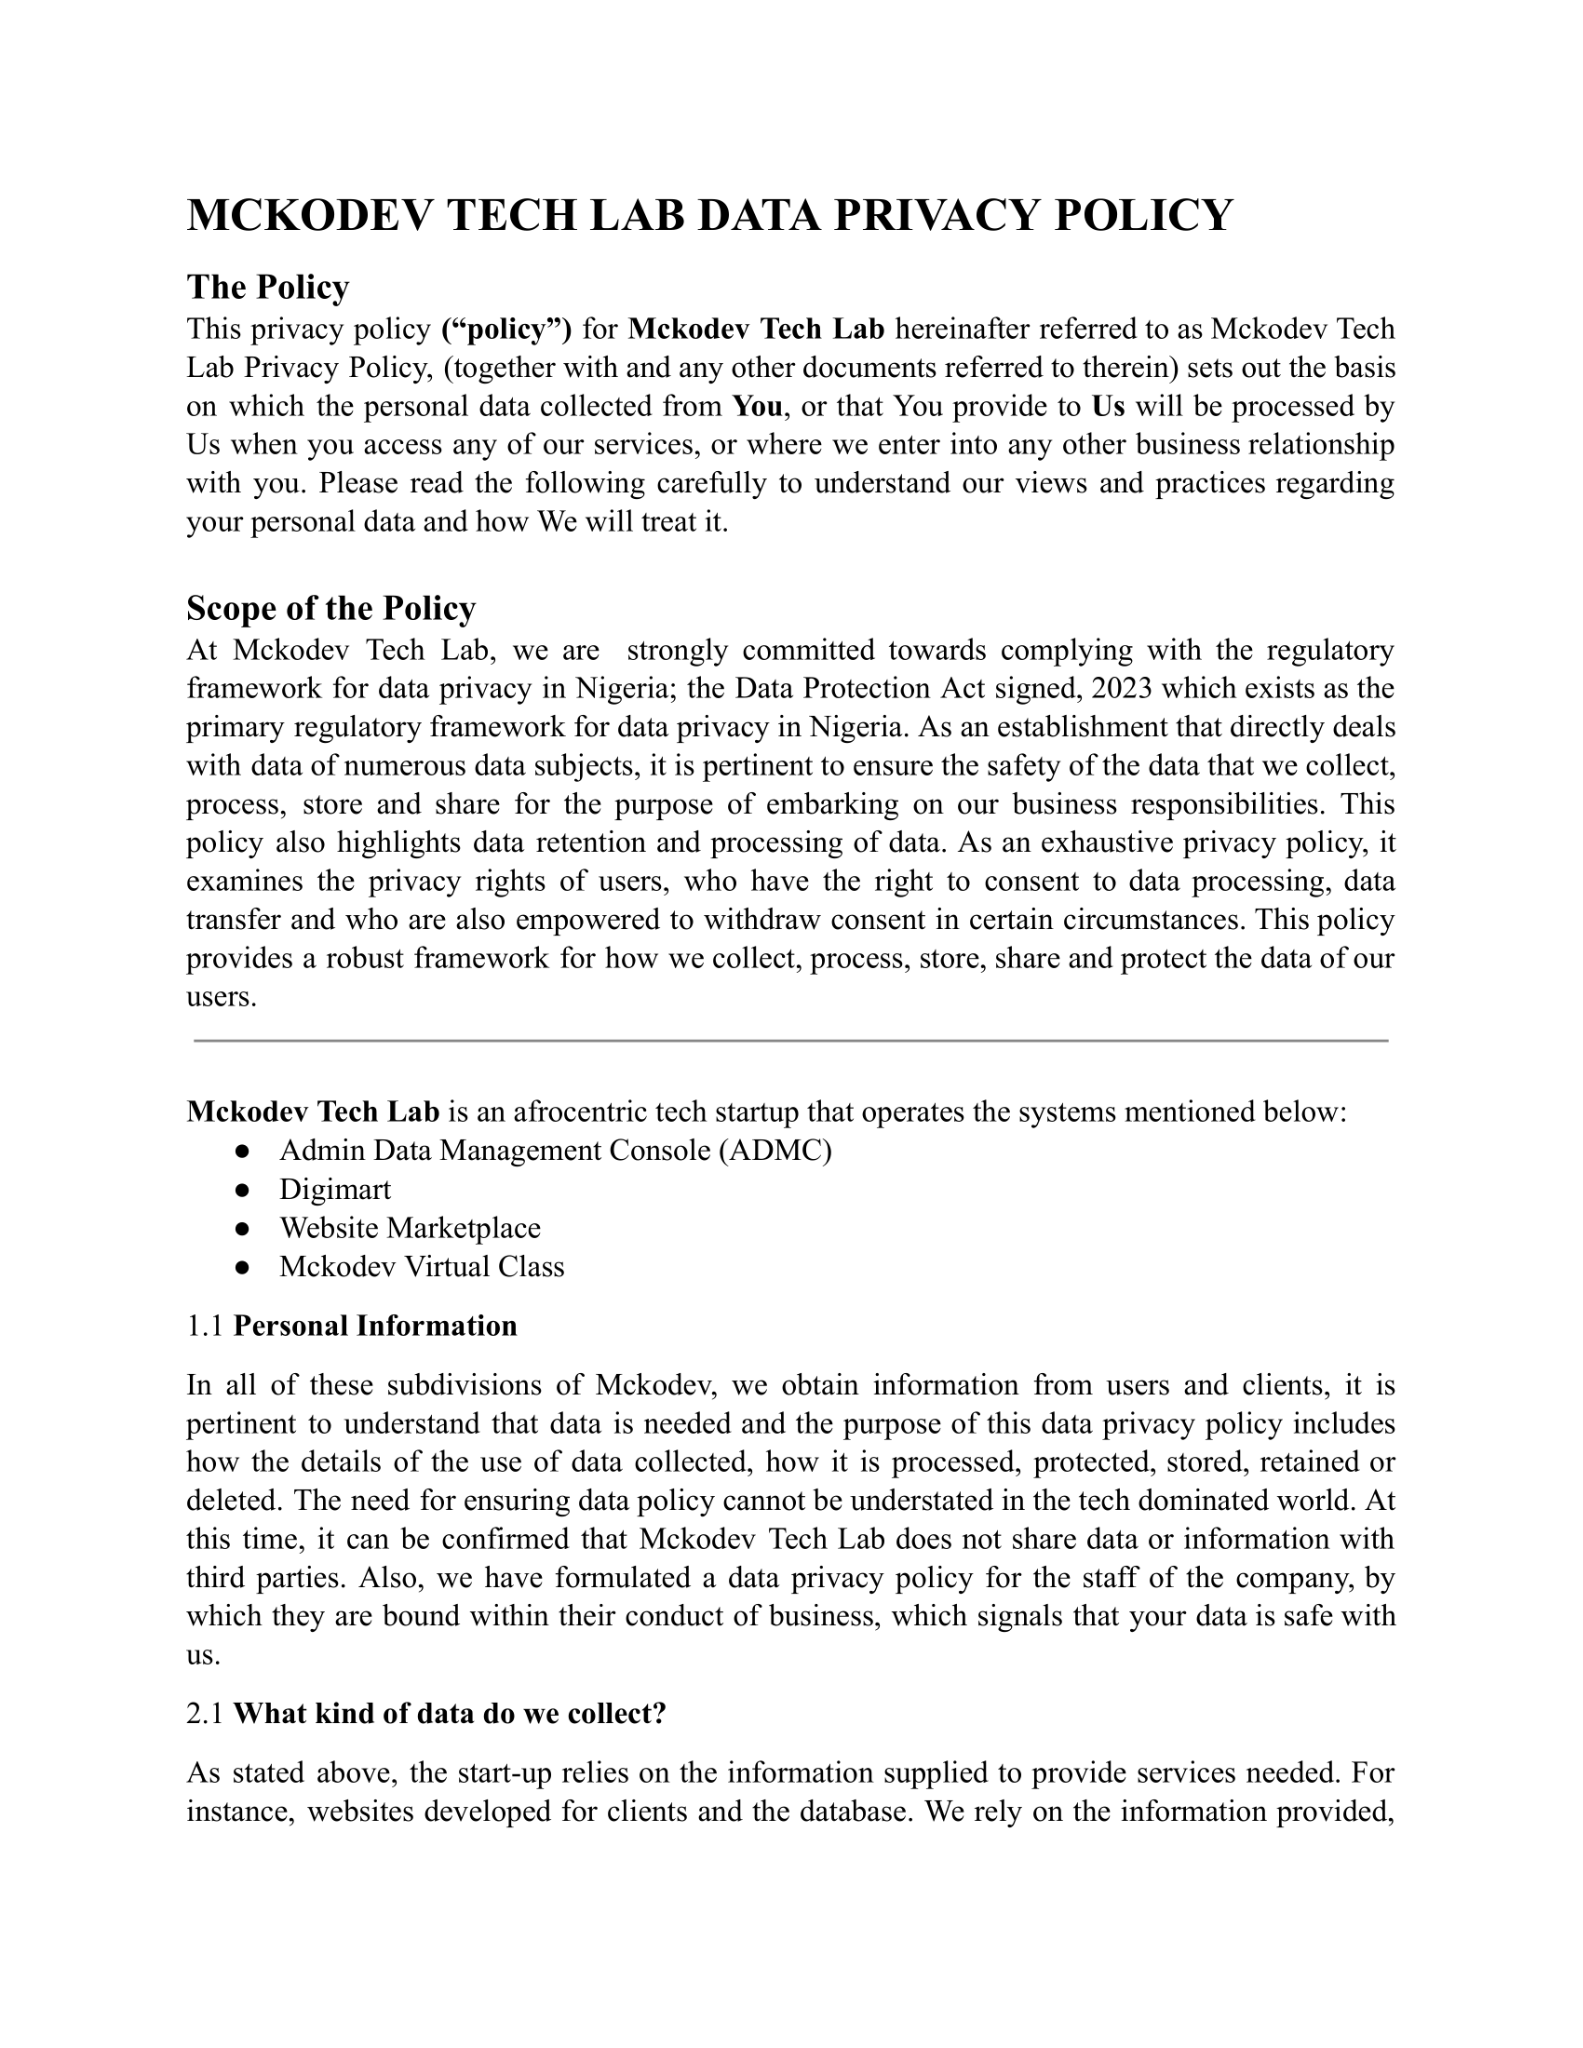 MCKODEV TECH LAB DATA PRIVACY POLICY
The Policy
This privacy policy (“policy”) for Mckodev Tech Lab hereinafter referred to as Mckodev Tech
Lab Privacy Policy, (together with and any other documents referred to therein) sets out the basis
on which the personal data collected from You, or that You provide to Us will be processed by
Us when you access any of our services, or where we enter into any other business relationship
with you. Please read the following carefully to understand our views and practices regarding
your personal data and how We will treat it.
Scope of the Policy
At Mckodev Tech Lab, we are  strongly committed towards complying with the regulatory
framework for data privacy in Nigeria; the Data Protection Act signed, 2023 which exists as the
primary regulatory framework for data privacy in Nigeria. As an establishment that directly deals
with data of numerous data subjects, it is pertinent to ensure the safety of the data that we collect,
process, store and share for the purpose of embarking on our business responsibilities. This
policy also highlights data retention and processing of data. As an exhaustive privacy policy, it
examines the privacy rights of users, who have the right to consent to data processing, data
transfer and who are also empowered to withdraw consent in certain circumstances. This policy
provides a robust framework for how we collect, process, store, share and protect the data of our
users.
Mckodev Tech Lab is an afrocentric tech startup that operates the systems mentioned below:
● Admin Data Management Console (ADMC)
● Digimart
● Website Marketplace
● Mckodev Virtual Class
1.1 Personal Information
In all of these subdivisions of Mckodev, we obtain information from users and clients, it is
pertinent to understand that data is needed and the purpose of this data privacy policy includes
how the details of the use of data collected, how it is processed, protected, stored, retained or
deleted. The need for ensuring data policy cannot be understated in the tech dominated world. At
this time, it can be confirmed that Mckodev Tech Lab does not share data or information with
third parties. Also, we have formulated a data privacy policy for the staff of the company, by
which they are bound within their conduct of business, which signals that your data is safe with
us.
2.1 What kind of data do we collect?
As stated above, the start-up relies on the information supplied to provide services needed. For
instance, websites developed for clients and the database. We rely on the information provided,